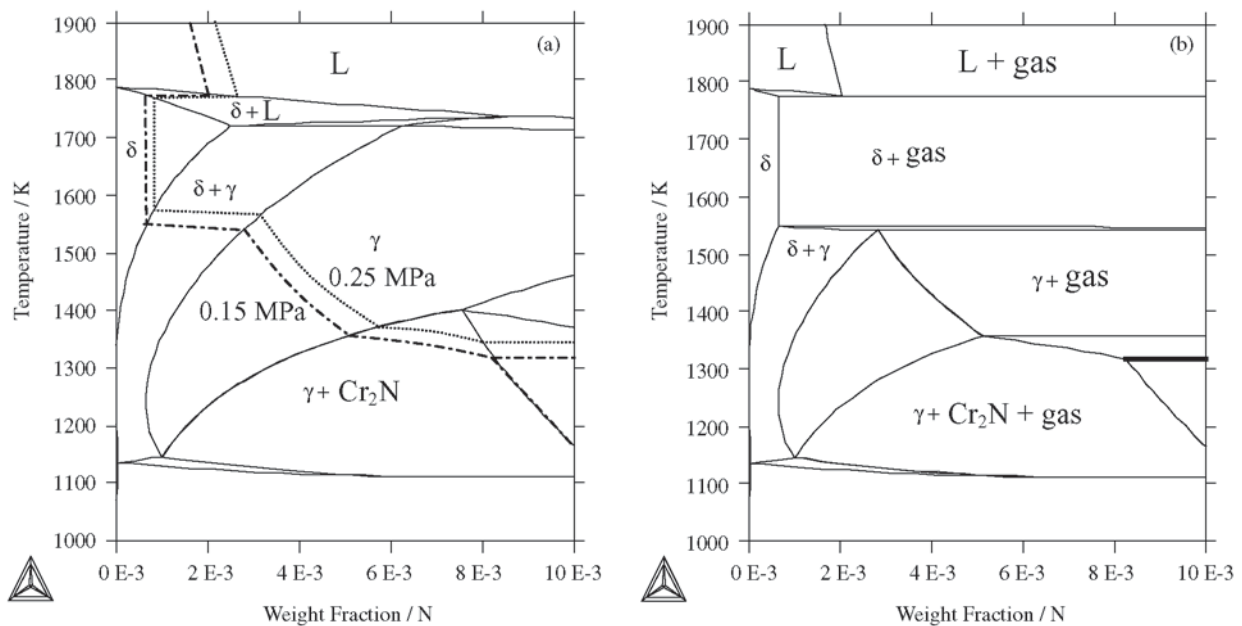 (a)
L
δ + L
δ
δ + γ
γ
0.25 MPa
0.15 MPa
γ + Cr₂N
1900
1800
1700
1600
1500
1400
1300
1200
1100
1000
Temperature / K
0 E-3 2 E-3 4 E-3 6 E-3 8 E-3 10 E-3
Weight Fraction / N
(b)
L
L + gas
δ
δ + gas
δ + γ
γ + gas
γ + Cr₂N + gas
1900
1800
1700
1600
1500
1400
1300
1200
1100
1000
Temperature / K
0 E-3 2 E-3 4 E-3 6 E-3 8 E-3 10 E-3
Weight Fraction / N